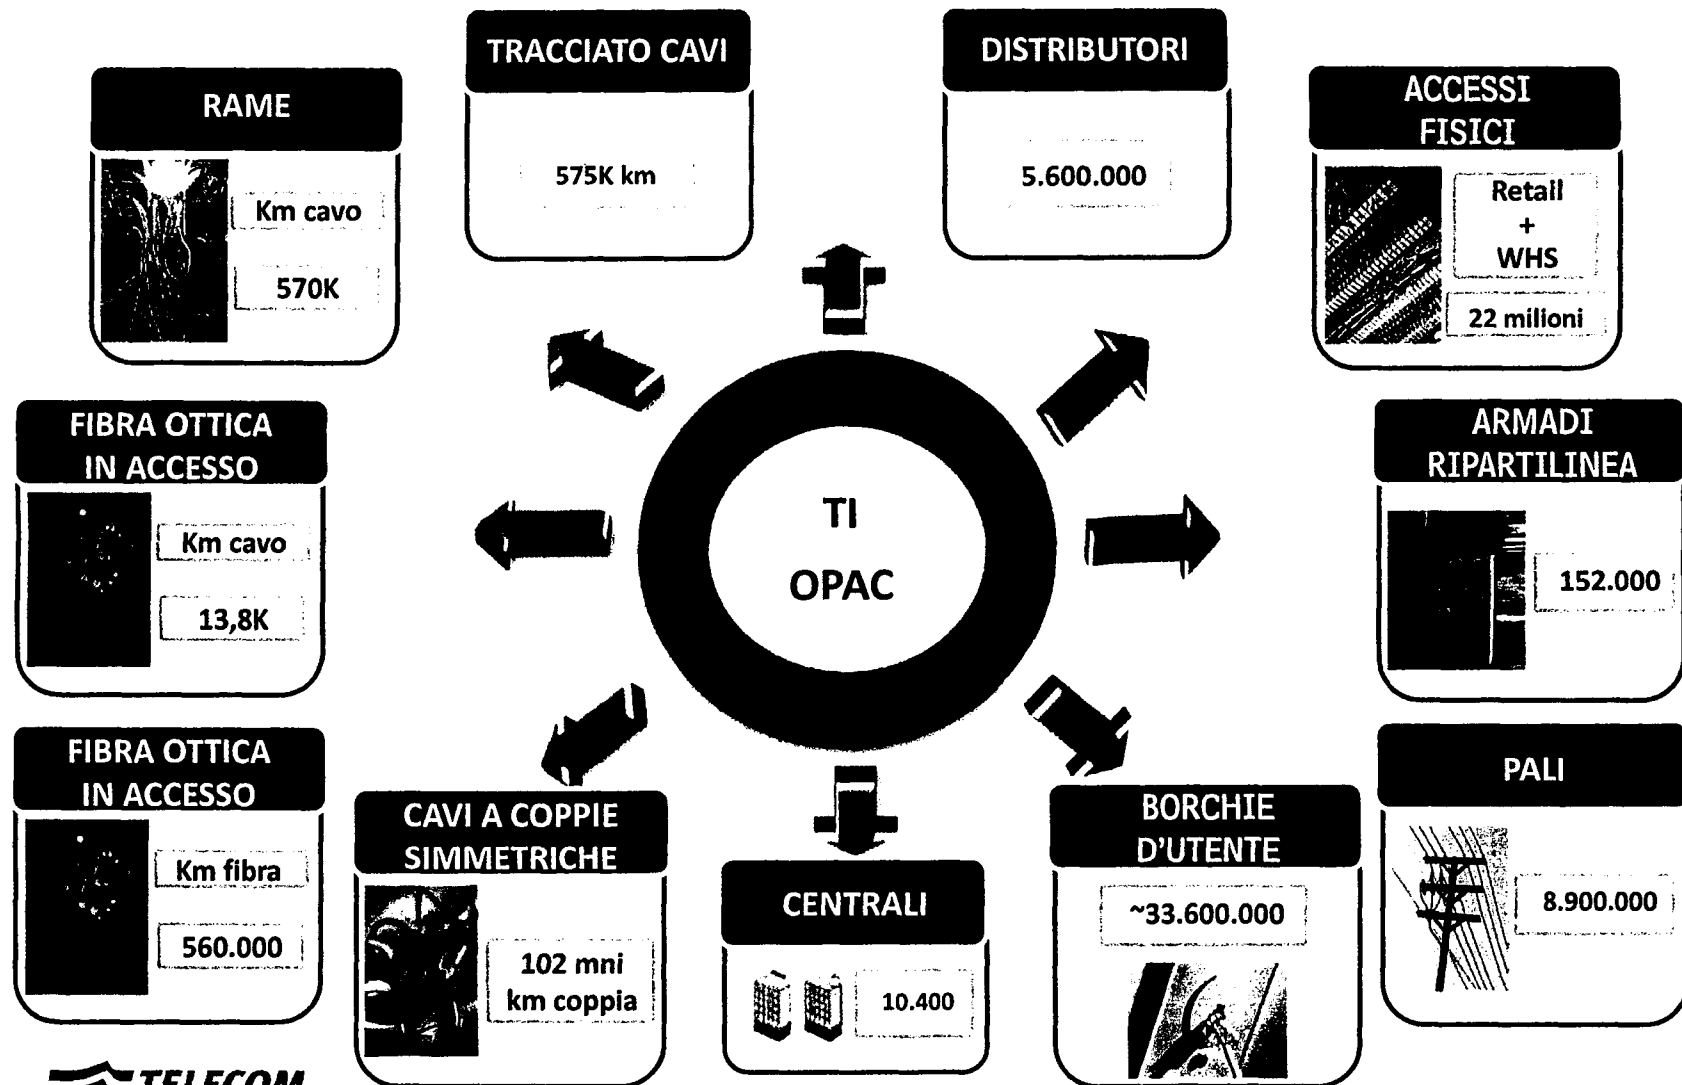 TRACCIATO CAVI
575K km
DISTRIBUTORI
5.600.000
RAME
Km cavo
570K
ACCESSI
FISICI
Retail
+
WHS
22 milioni
FIBRA OTTICA
IN ACCESSO
Km cavo
13,8K
TI
OPAC
ARMADI
RIPARTILINEA
152.000
FIBRA OTTICA
IN ACCESSO
Km fibra
560.000
CAVI A COPPIE
SIMMETRICHE
102 mni
km coppia
CENTRALI
10.400
BORCHIE
D'UTENTE
~33.600.000
PALI
8.900.000
TELECOM